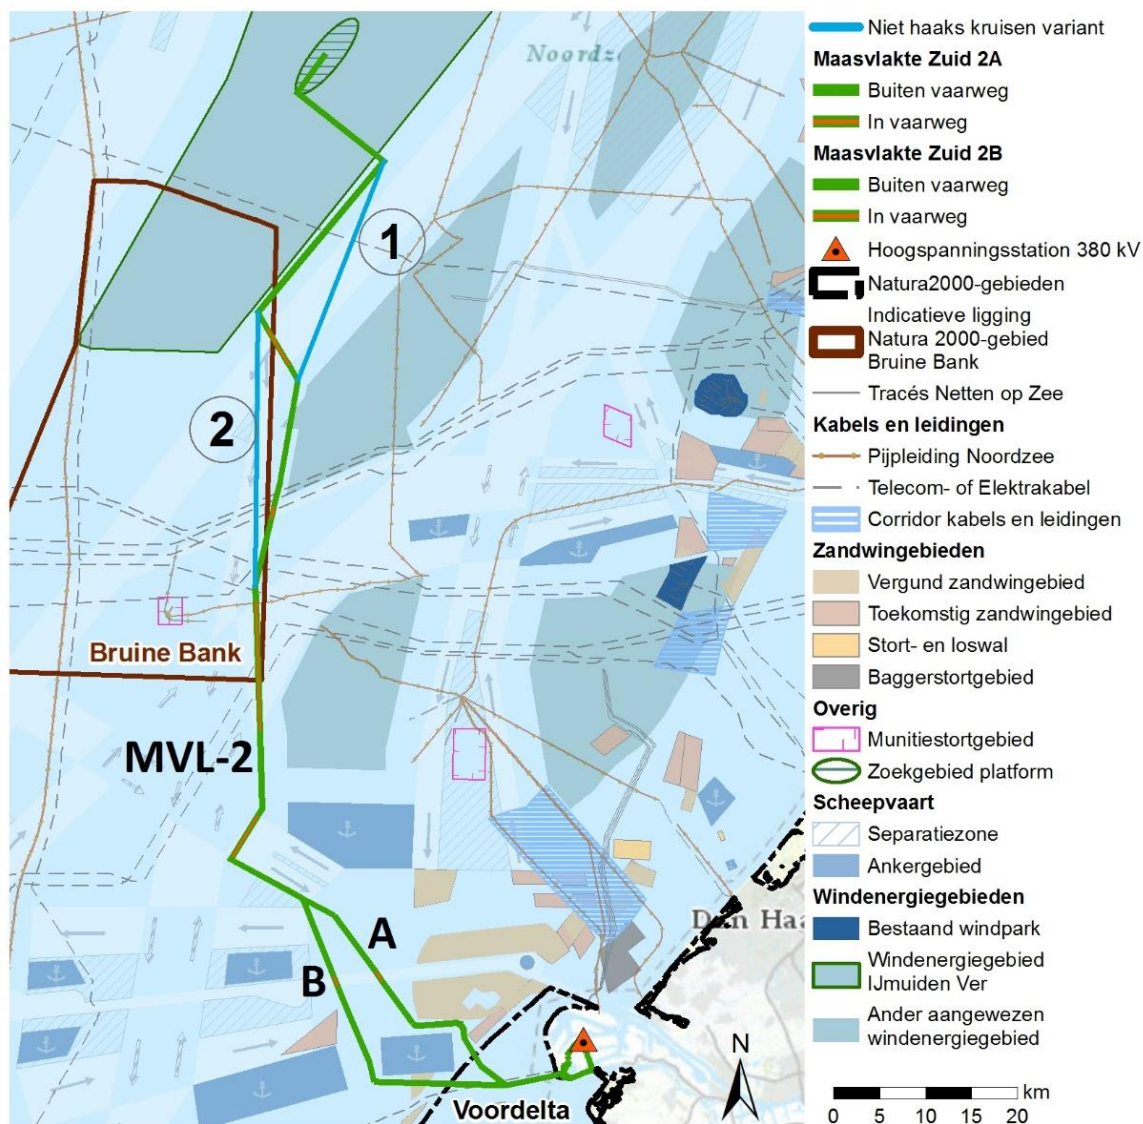 Noordze
1
2
Bruine Bank
MVL-2
A
B
Den Haa
Voordelta
N
Niet haaks kruisen variant
Maasvlakte Zuid 2A
Buiten vaarweg
In vaarweg
Maasvlakte Zuid 2B
Buiten vaarweg
In vaarweg
Hoogspanningsstation 380 kV
Natura2000-gebieden
Indicatieve ligging
Natura 2000-gebied
Bruine Bank
Tracés Netten op Zee
Kabels en leidingen
Pijpleiding Noordzee
Telecom- of Elektrakabel
Corridor kabels en leidingen
Zandwingebieden
Vergund zandwingebied
Toekomstig zandwingebied
Stort- en loswal
Baggerstortgebied
Overig
Munitiestortgebied
Zoekgebied platform
Scheepvaart
Separatiezone
Ankergebied
Windenergiegebieden
Bestaand windpark
Windenergiegebied
IJmuiden Ver
Ander aangewezen
windenergiegebied
km
0 5 10 15 20